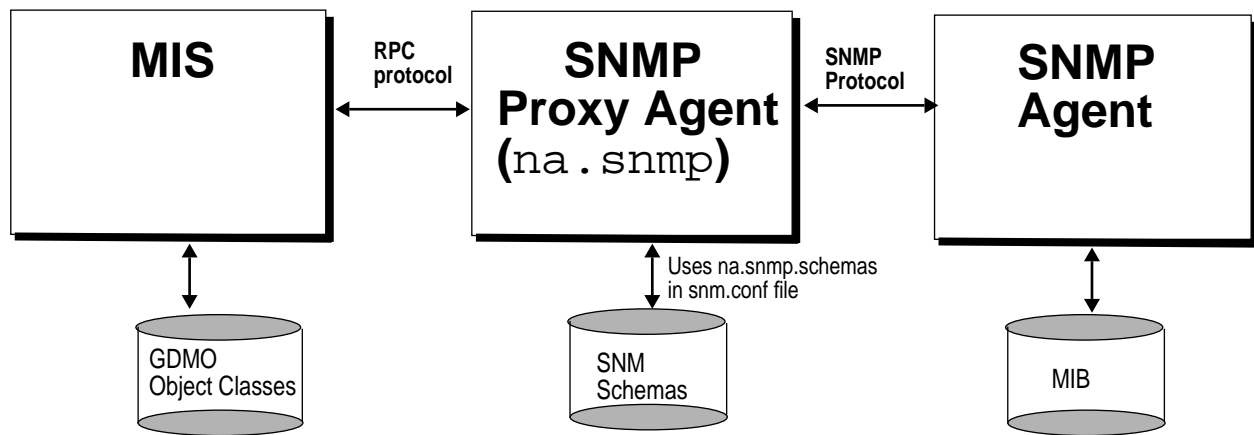 MIS
RPC
protocol
SNMP
Proxy Agent
(na.snmp)
SNMP
Protocol
SNMP
Agent
Uses na.snmp.schemas
in snm.conf file
GDMO
Object Classes
SNM
Schemas
MIB